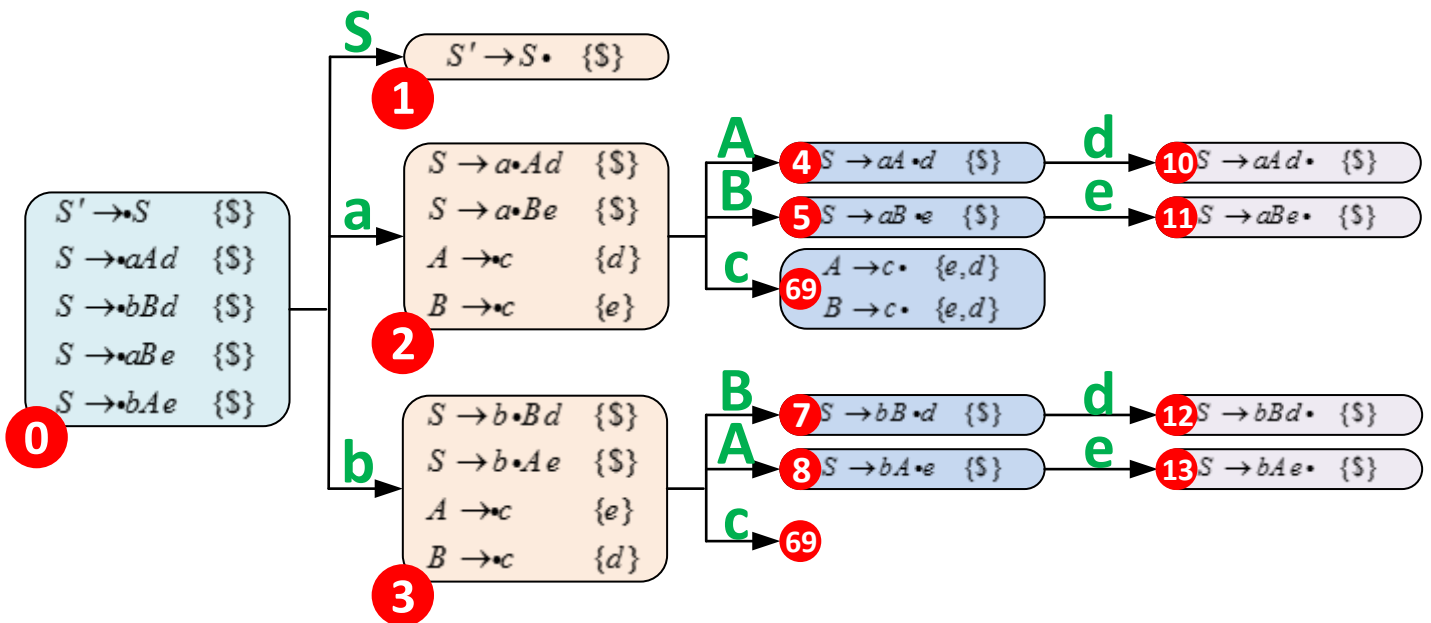 S
S' → S• {$}
1
S' → •S {$}
S → •aAd {$}
S → •bBd {$}
S → •aBe {$}
S → •bAe {$}
0
a
S → a•Ad {$}
S → a•Be {$}
A → •c {d}
B → •c {e}
2
A
4 S → aA•d {$}
d
10 S → aAd• {$}
B
5 S → aB•e {$}
e
11 S → aBe• {$}
c
69
A → c• {e,d}
B → c• {e,d}
b
S → b•Bd {$}
S → b•Ae {$}
A → •c {e}
B → •c {d}
3
B
7 S → bB•d {$}
d
12 S → bBd• {$}
A
8 S → bA•e {$}
e
13 S → bAe• {$}
c
69